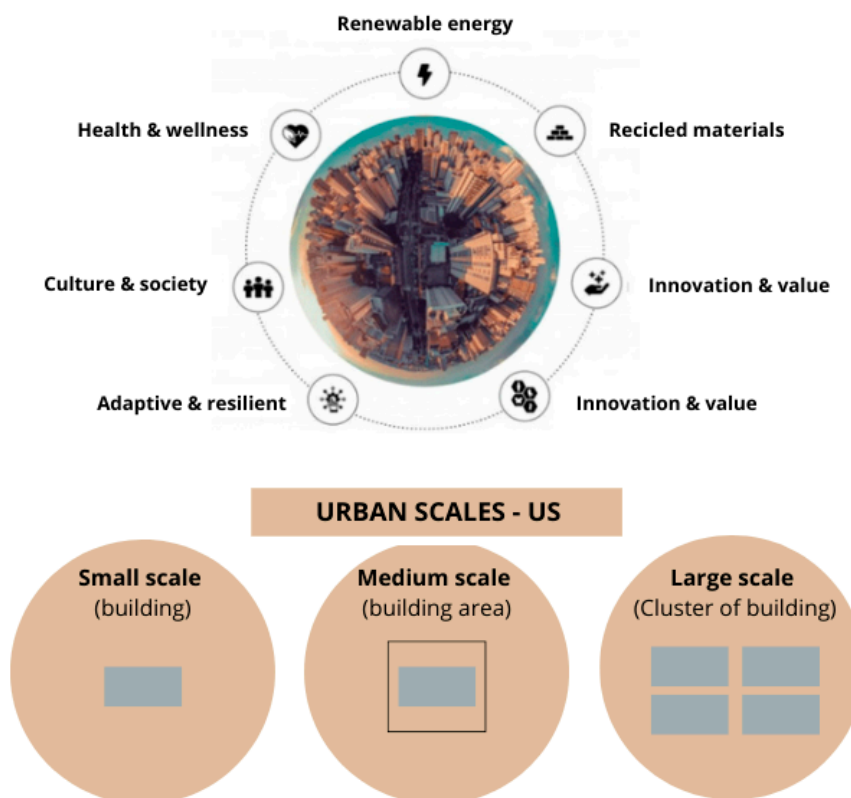 Renewable energy
Health & wellness
Recicled materials
Culture & society
Innovation & value
Adaptive & resilient
Innovation & value
URBAN SCALES - US
Small scale
(building)
Medium scale
(building area)
Large scale
(Cluster of building)